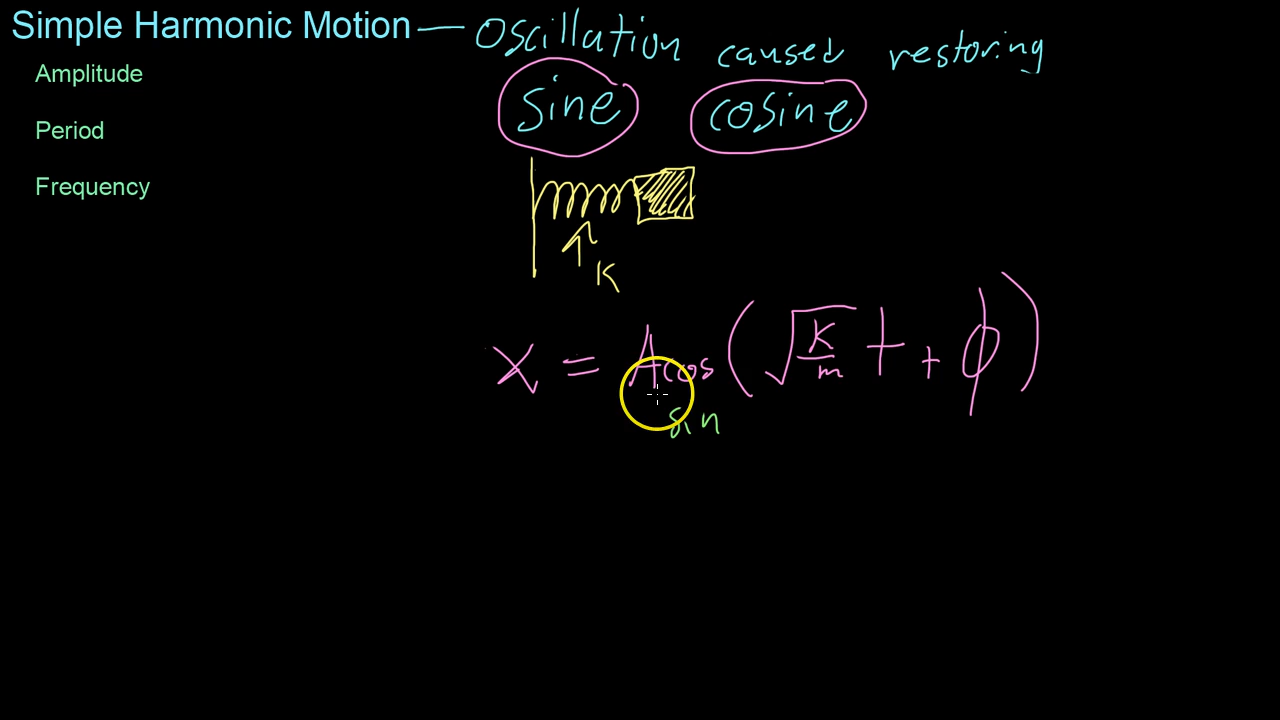 Simple Harmonic Motion — Oscillation caused restoring
Amplitude
sine cosine
Period
Frequency
K
x = A cos (√(K/m) t + ϕ)
sin